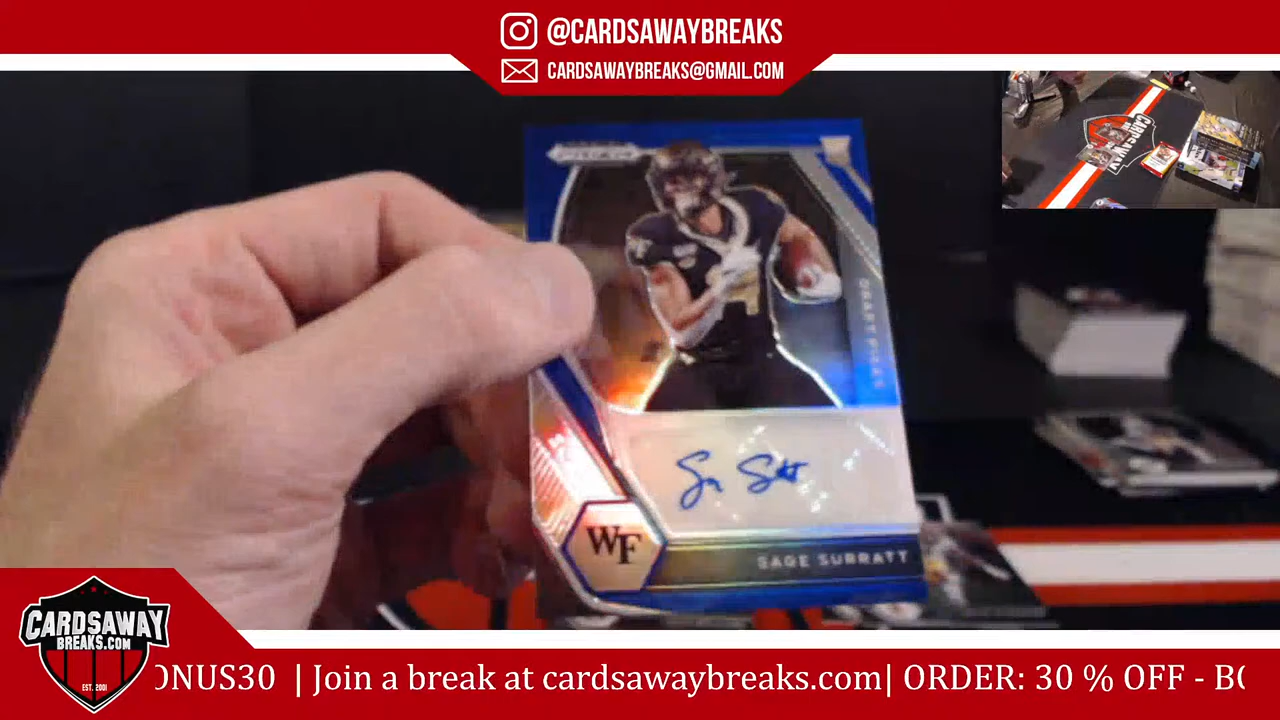 @CARDSAWAYBREAKS
CARDSAWAYBREAKS@GMAIL.COM
PRIZM
DRAFT PICKS
WF
SAGE SURRATT
CARDSAWAY
BREAKS.COM
EST. 2001
ONUS30 | Join a break at cardsawaybreaks.com| ORDER: 30 % OFF - BO